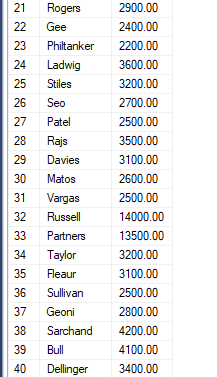 21 Rogers 2900.00
22 Gee 2400.00
23 Philtanker 2200.00
24 Ladwig 3600.00
25 Stiles 3200.00
26 Seo 2700.00
27 Patel 2500.00
28 Rajs 3500.00
29 Davies 3100.00
30 Matos 2600.00
31 Vargas 2500.00
32 Russell 14000.00
33 Partners 13500.00
34 Taylor 3200.00
35 Fleaur 3100.00
36 Sullivan 2500.00
37 Geoni 2800.00
38 Sarchand 4200.00
39 Bull 4100.00
40 Dellinger 3400.00